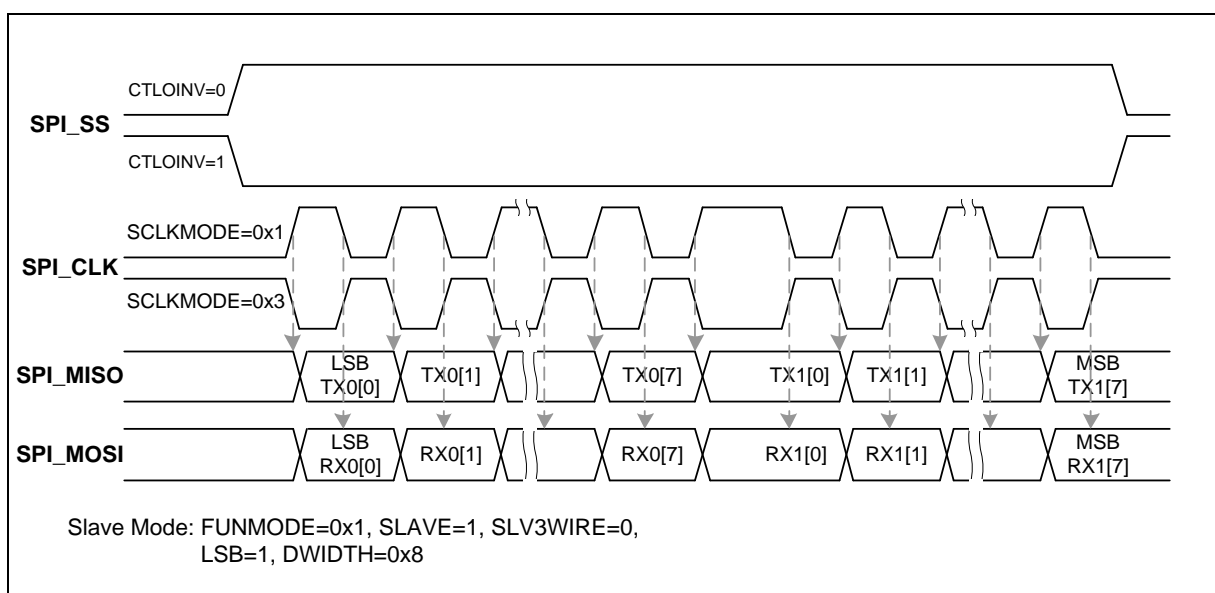 CTLOINV=0
SPI_SS
CTLOINV=1
SCLKMODE=0x1
SPI_CLK
SCLKMODE=0x3
SPI_MISO
LSB
TX0[0]
TX0[1]
TX0[7]
TX1[0]
TX1[1]
MSB
TX1[7]
SPI_MOSI
LSB
RX0[0]
RX0[1]
RX0[7]
RX1[0]
RX1[1]
MSB
RX1[7]
Slave Mode: FUNMODE=0x1, SLAVE=1, SLV3WIRE=0,
LSB=1, DWIDTH=0x8